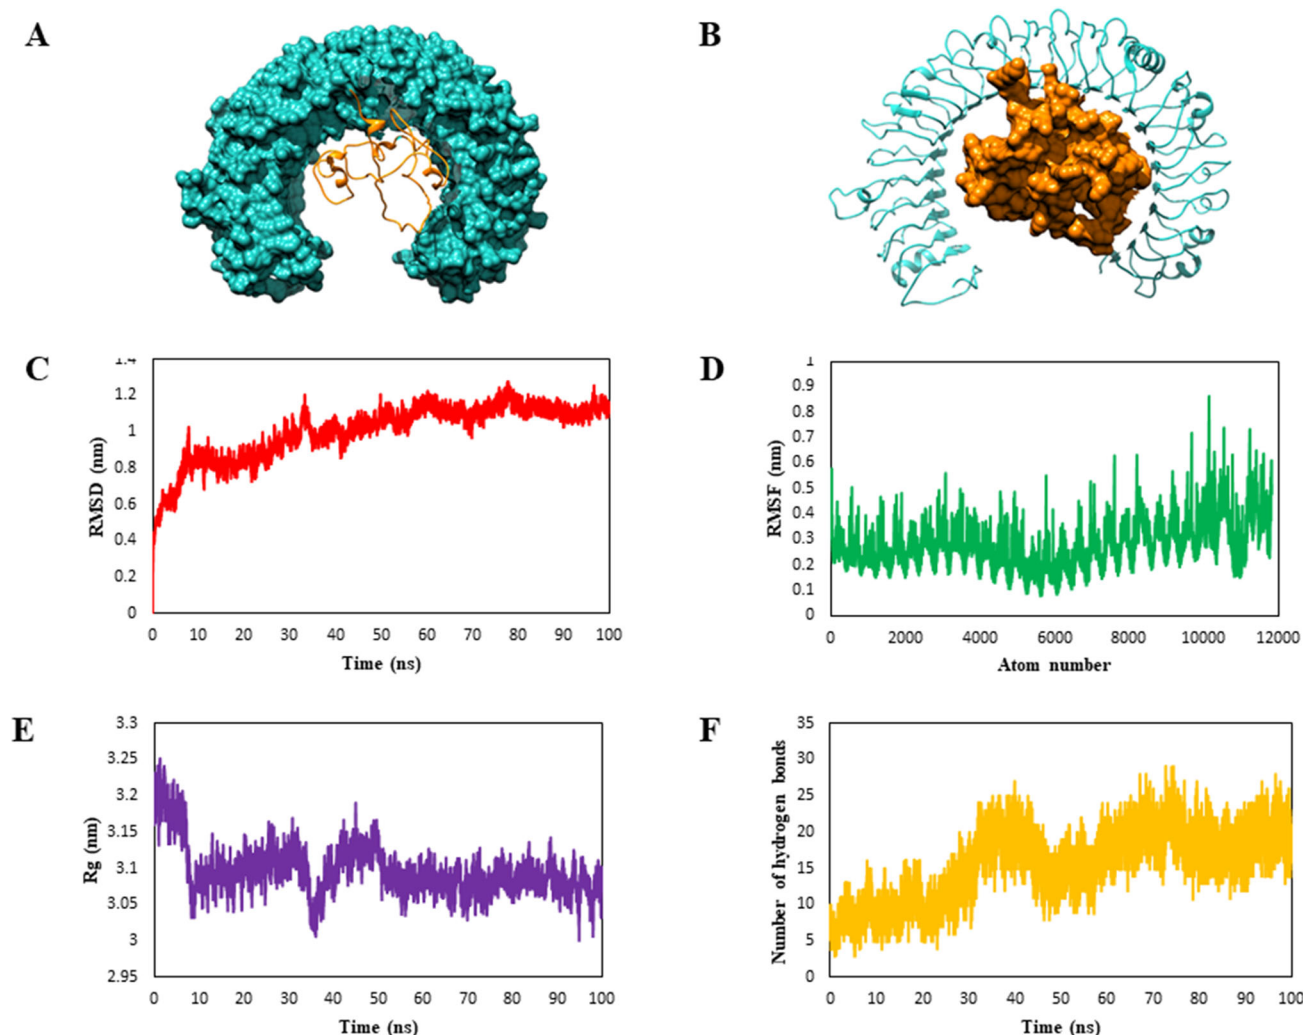 A
B
C
1.4
1.2
1
0.8
0.6
0.4
0.2
0
RMSD (nm)
0 10 20 30 40 50 60 70 80 90 100
Time (ns)
D
1
0.9
0.8
0.7
0.6
0.5
0.4
0.3
0.2
0.1
0
RMSF (nm)
0 2000 4000 6000 8000 10000 12000
Atom number
E
3.3
3.25
3.2
3.15
3.1
3.05
3
2.95
Rg (nm)
0 10 20 30 40 50 60 70 80 90 100
Time (ns)
F
35
30
25
20
15
10
5
0
Number of hydrogen bonds
0 10 20 30 40 50 60 70 80 90 100
Time (ns)